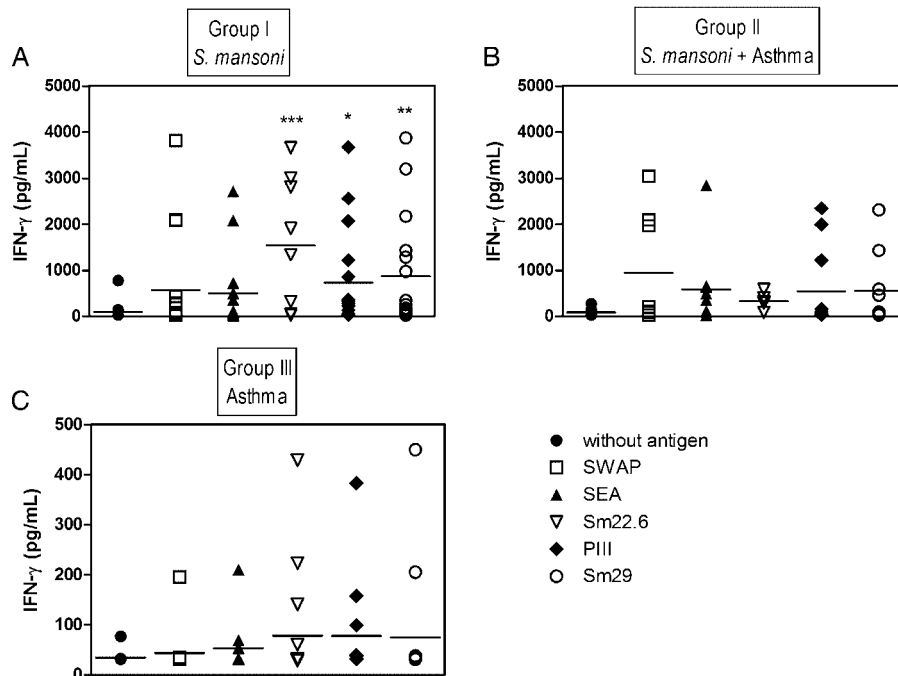 Group I
S. mansoni
A
IFN-γ (pg/mL)
5000
4000
3000
2000
1000
0
***
*
**
Group II
S. mansoni + Asthma
B
IFN-γ (pg/mL)
5000
4000
3000
2000
1000
0
Group III
Asthma
C
IFN-γ (pg/mL)
500
400
300
200
100
0
without antigen
SWAP
SEA
Sm22.6
PIII
Sm29